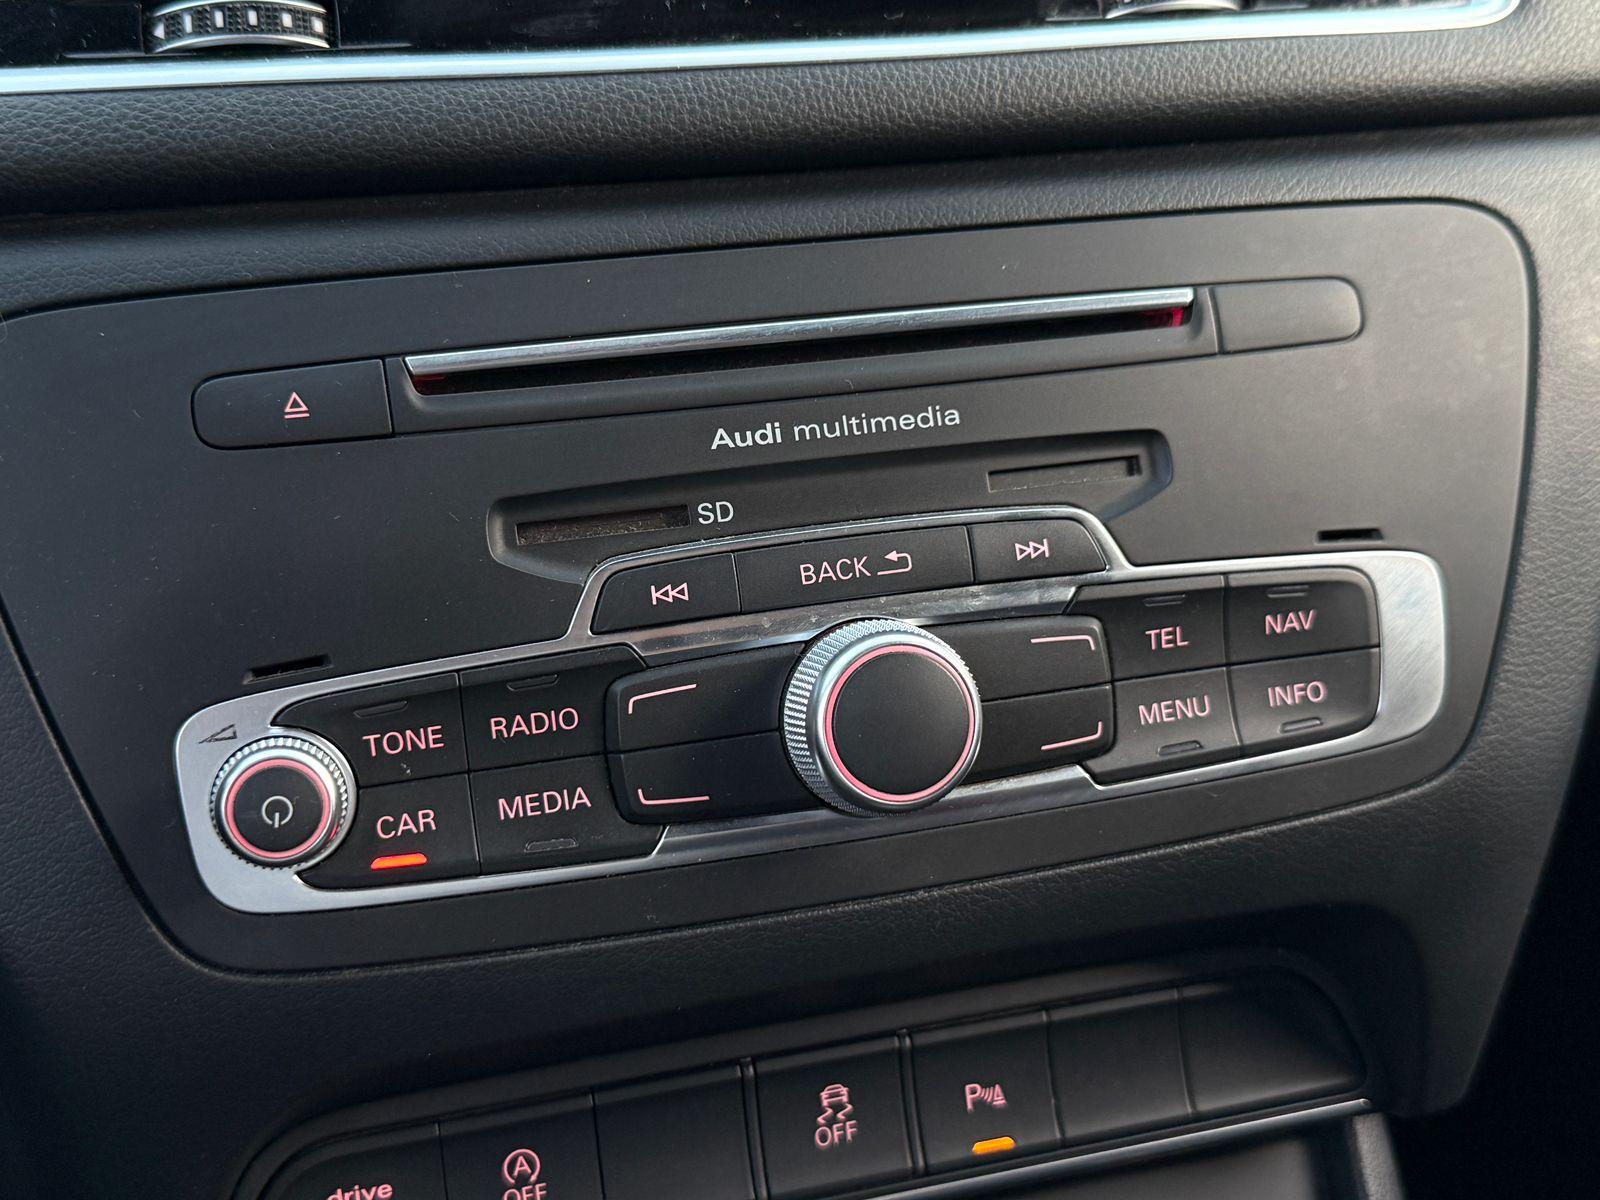 Audi multimedia
SD
BACK
TEL
NAV
TONE
RADIO
MENU
INFO
CAR
MEDIA
OFF
P
A
OFF
drive